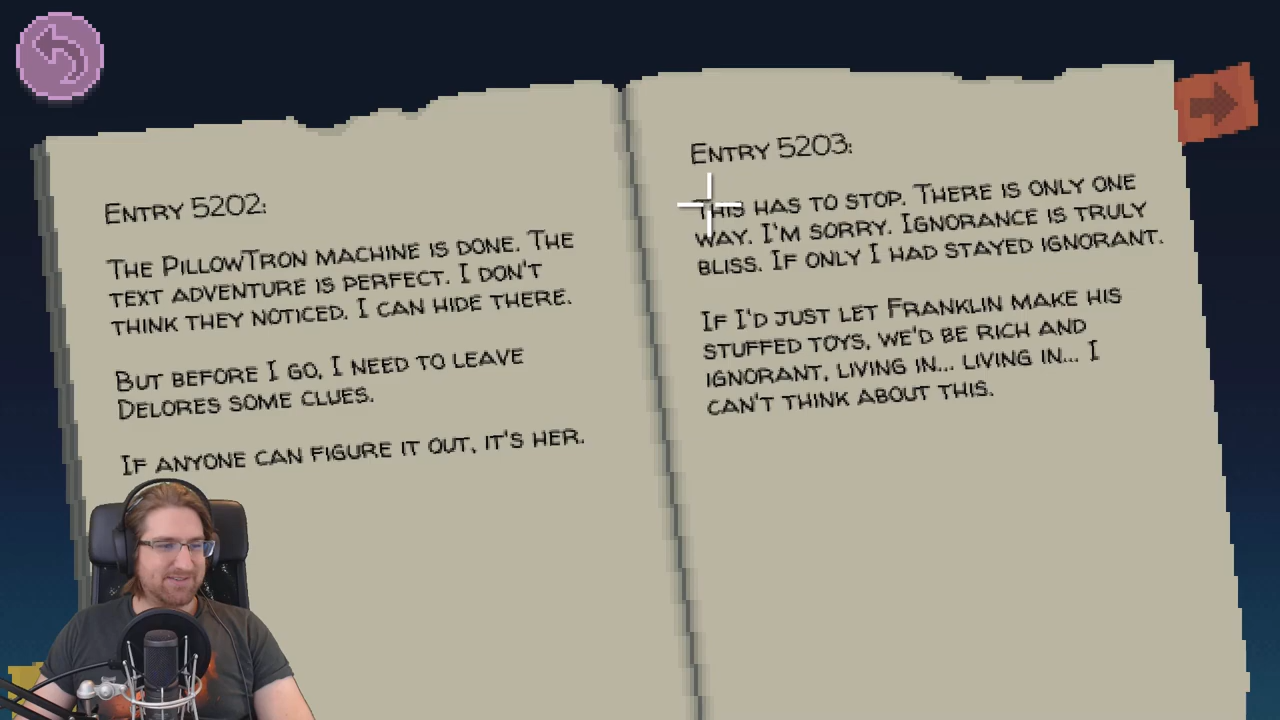 Entry 5202:
The PillowTron machine is done. The
text adventure is perfect. I don't
think they noticed. I can hide there.
But before I go, I need to leave
Delores some clues.
If anyone can figure it out, it's her.
Entry 5203:
This has to stop. There is only one
way. I'm sorry. Ignorance is truly
bliss. If only I had stayed ignorant.
If I'd just let Franklin make his
stuffed toys, we'd be rich and
ignorant, living in... living in... I
can't think about this.